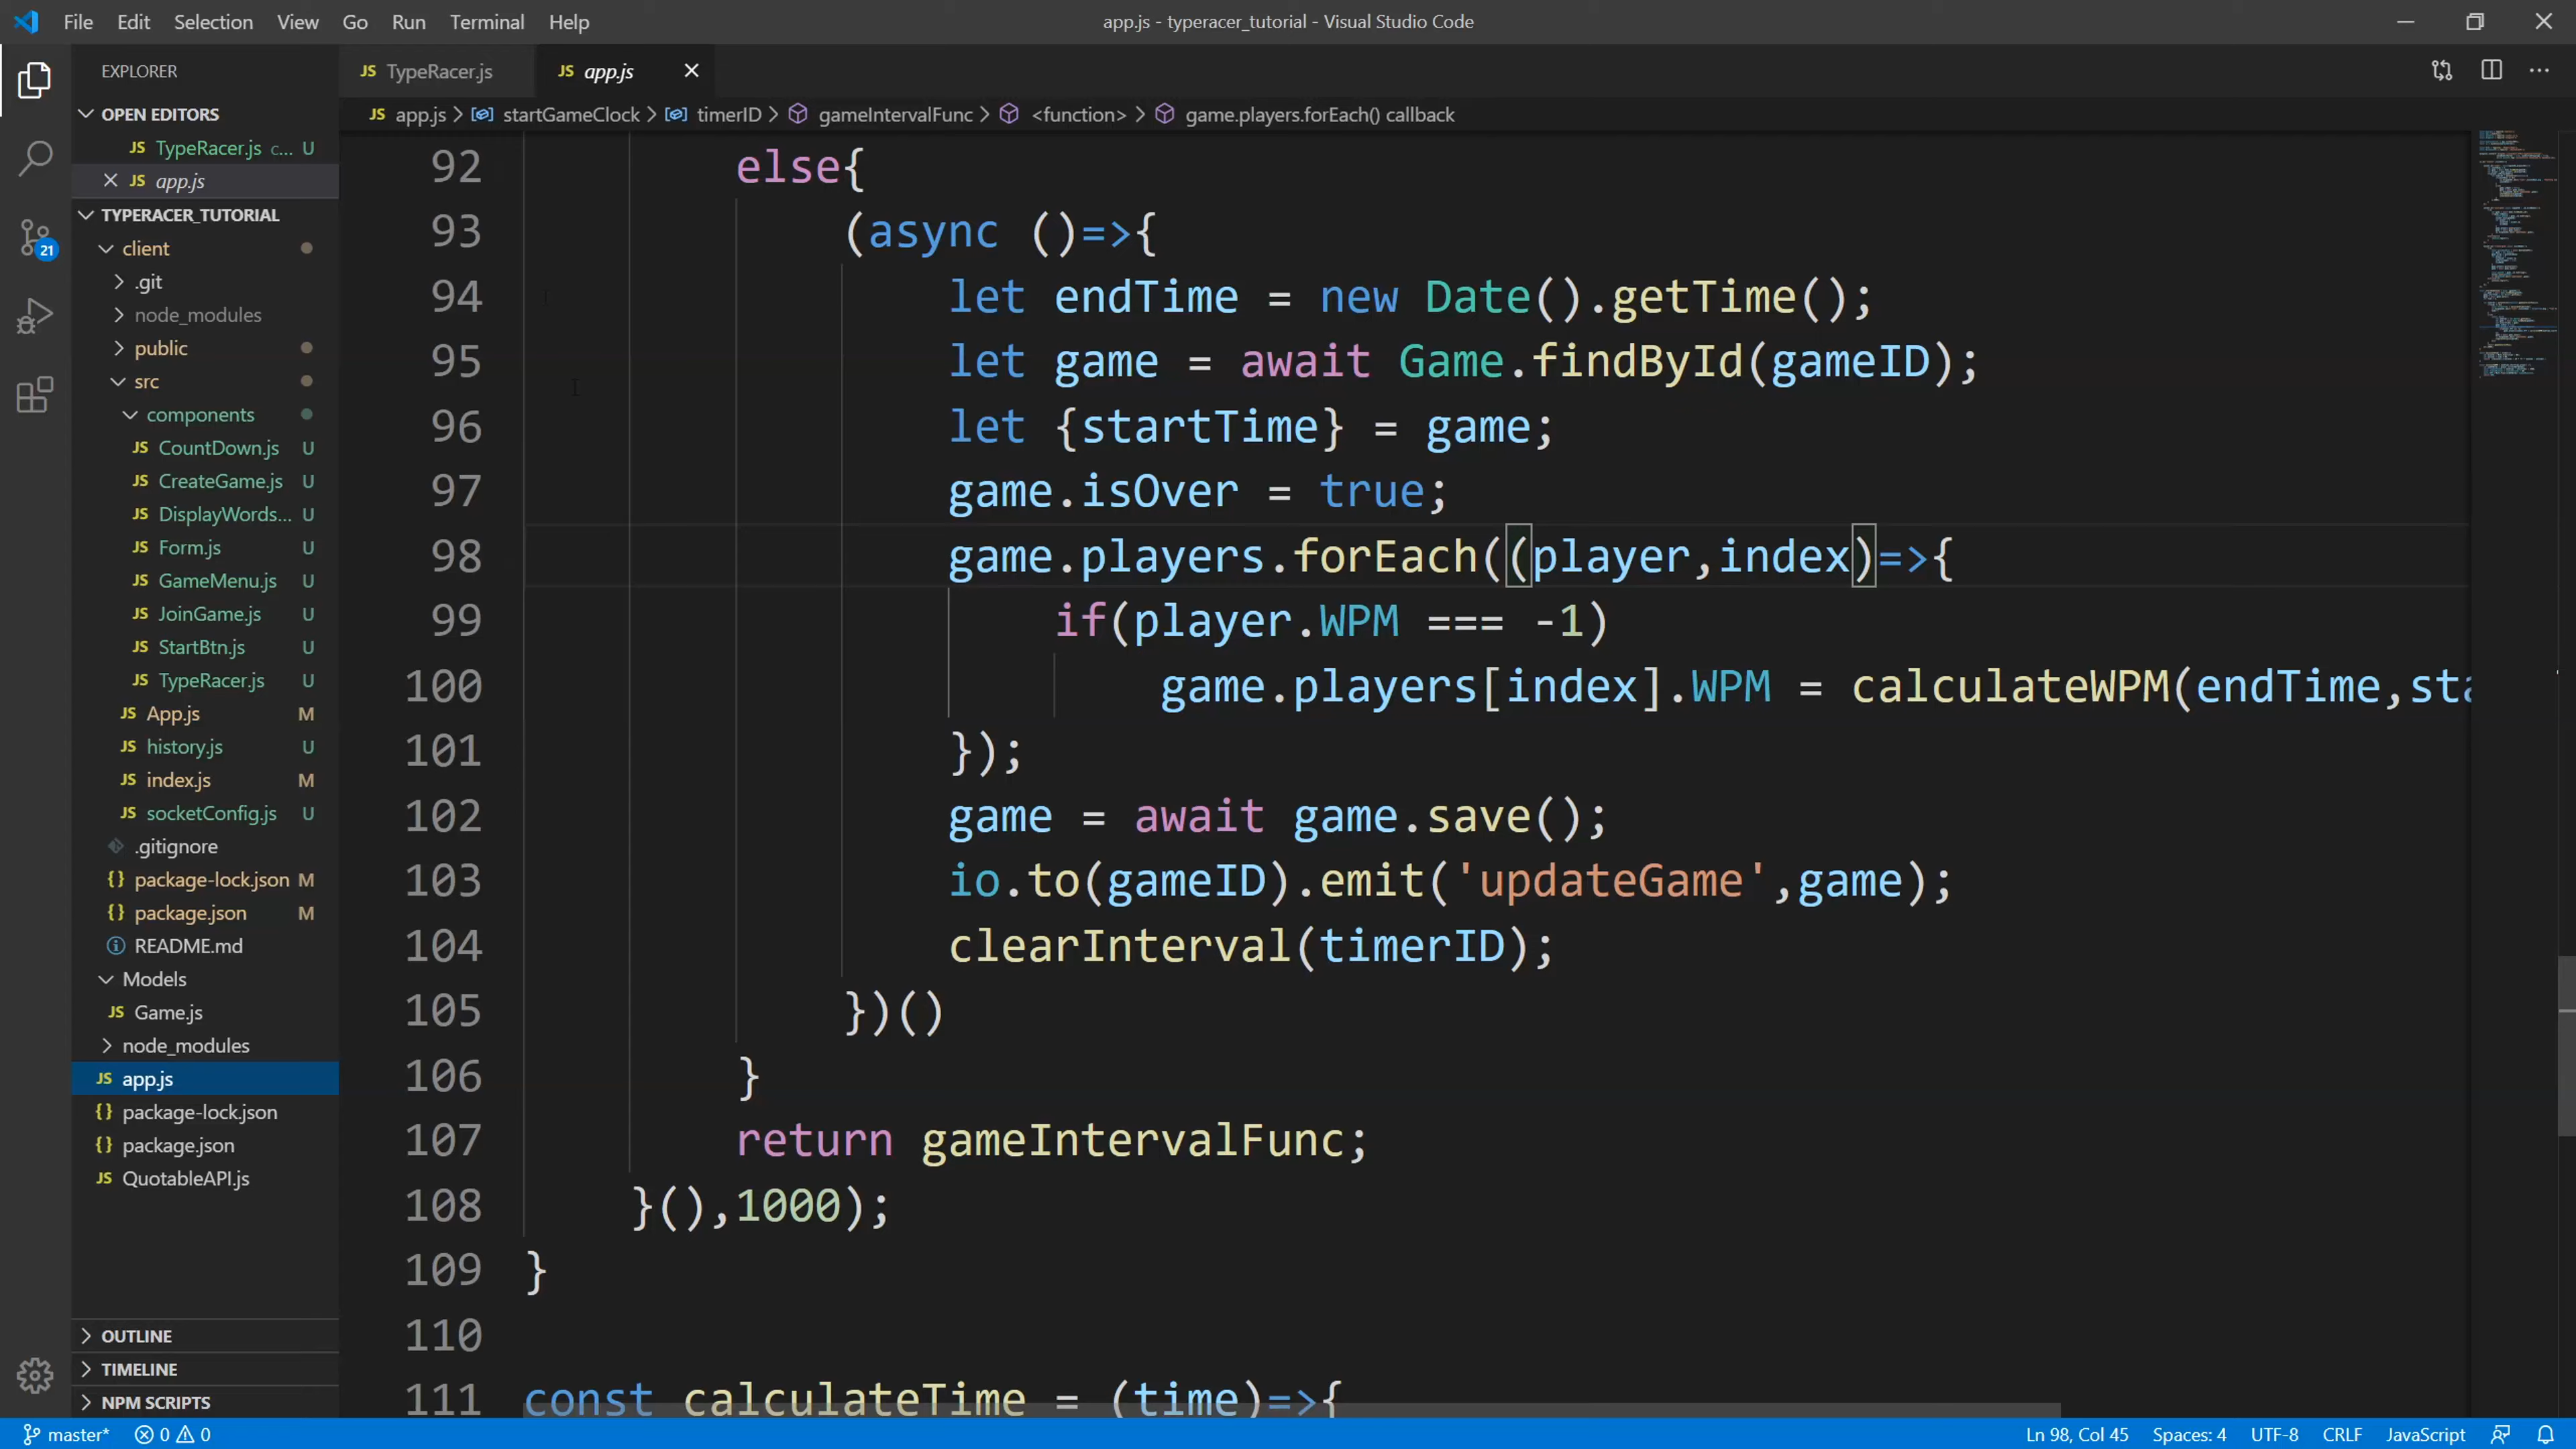 File Edit Selection View Go Run Terminal Help
app.js - typeracer_tutorial - Visual Studio Code
EXPLORER
OPEN EDITORS
JS TypeRacer.js c... U
JS app.js
TYPERACER_TUTORIAL
client
.git
node_modules
public
src
components
JS CountDown.js U
JS CreateGame.js U
JS DisplayWords... U
JS Form.js U
JS GameMenu.js U
JS JoinGame.js U
JS StartBtn.js U
JS TypeRacer.js U
JS App.js M
JS history.js U
JS index.js M
JS socketConfig.js U
.gitignore
{} package-lock.json M
{} package.json M
README.md
Models
JS Game.js
node_modules
JS app.js
{} package-lock.json
{} package.json
JS QuotableAPI.js
OUTLINE
TIMELINE
NPM SCRIPTS
21
JS TypeRacer.js JS app.js
JS app.js > startGameClock > timerID > gameIntervalFunc > <function> > game.players.forEach() callback
92 else{
93 (async ()=>{
94 let endTime = new Date().getTime();
95 let game = await Game.findById(gameID);
96 let {startTime} = game;
97 game.isOver = true;
98 game.players.forEach((player,index)=>{
99 if(player.WPM === -1)
100 game.players[index].WPM = calculateWPM(endTime,sta
101 });
102 game = await game.save();
103 io.to(gameID).emit('updateGame',game);
104 clearInterval(timerID);
105 })()
106 }
107 return gameIntervalFunc;
108 }(),1000);
109 }
110
111 const calculateTime = (time)=>{
master* 0 0
Ln 98, Col 45 Spaces: 4 UTF-8 CRLF JavaScript